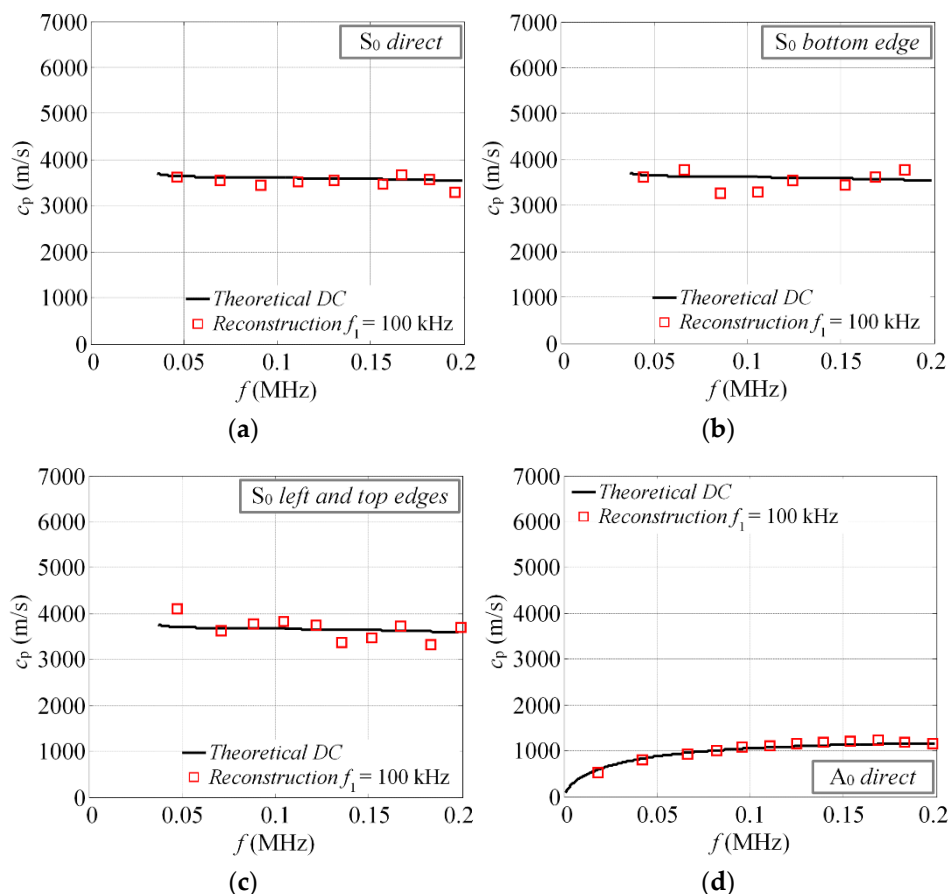 7000
S0 direct
6000
5000
4000
3000
2000
1000
0
cp (m/s)
Theoretical DC
Reconstruction f1 = 100 kHz
0 0.05 0.1 0.15 0.2
f (MHz)
(a)
7000
S0 bottom edge
6000
5000
4000
3000
2000
1000
0
cp (m/s)
Theoretical DC
Reconstruction f1 = 100 kHz
0 0.05 0.1 0.15 0.2
f (MHz)
(b)
7000
S0 left and top edges
6000
5000
4000
3000
2000
1000
0
cp (m/s)
Theoretical DC
Reconstruction f1 = 100 kHz
0 0.05 0.1 0.15 0.2
f (MHz)
(c)
7000
Theoretical DC
Reconstruction f1 = 100 kHz
6000
5000
4000
3000
2000
1000
0
cp (m/s)
A0 direct
0 0.05 0.1 0.15 0.2
f (MHz)
(d)